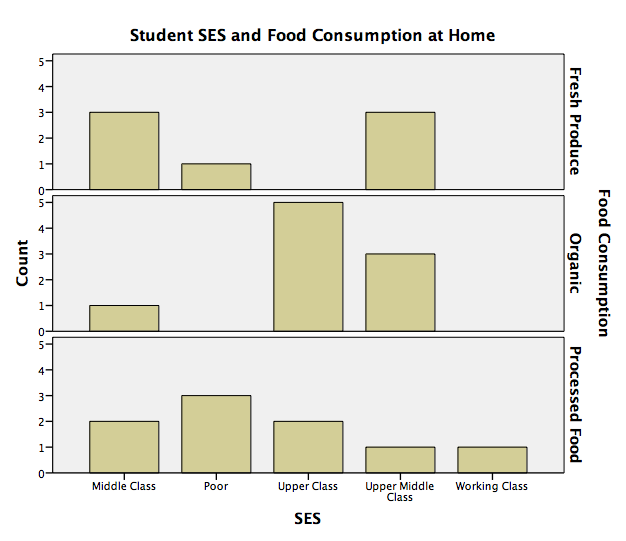 Student SES and Food Consumption at Home
5
4
3
2
1
0
Fresh Produce
5
4
3
2
1
0
Organic
5
4
3
2
1
0
Processed Food
Count
Food Consumption
Middle Class
Poor
Upper Class
Upper Middle
Class
Working Class
SES